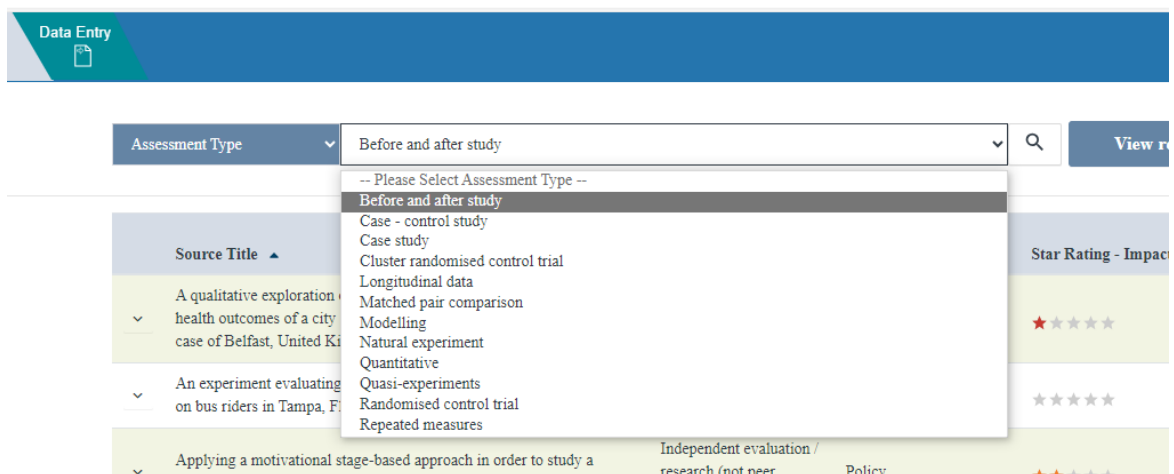 Data Entry
Assessment Type
Before and after study
View
-- Please Select Assessment Type --
Before and after study
Case - control study
Case study
Cluster randomised control trial
Longitudinal data
Matched pair comparison
Modelling
Natural experiment
Quantitative
Quasi-experiments
Randomised control trial
Repeated measures
Source Title
Star Rating - Impact
A qualitative exploration
health outcomes of a city
case of Belfast, United
An experiment evaluating
on bus riders in Tampa,
Applying a motivational stage-based approach in order to study a
Independent evaluation /
research (not peer
Policy